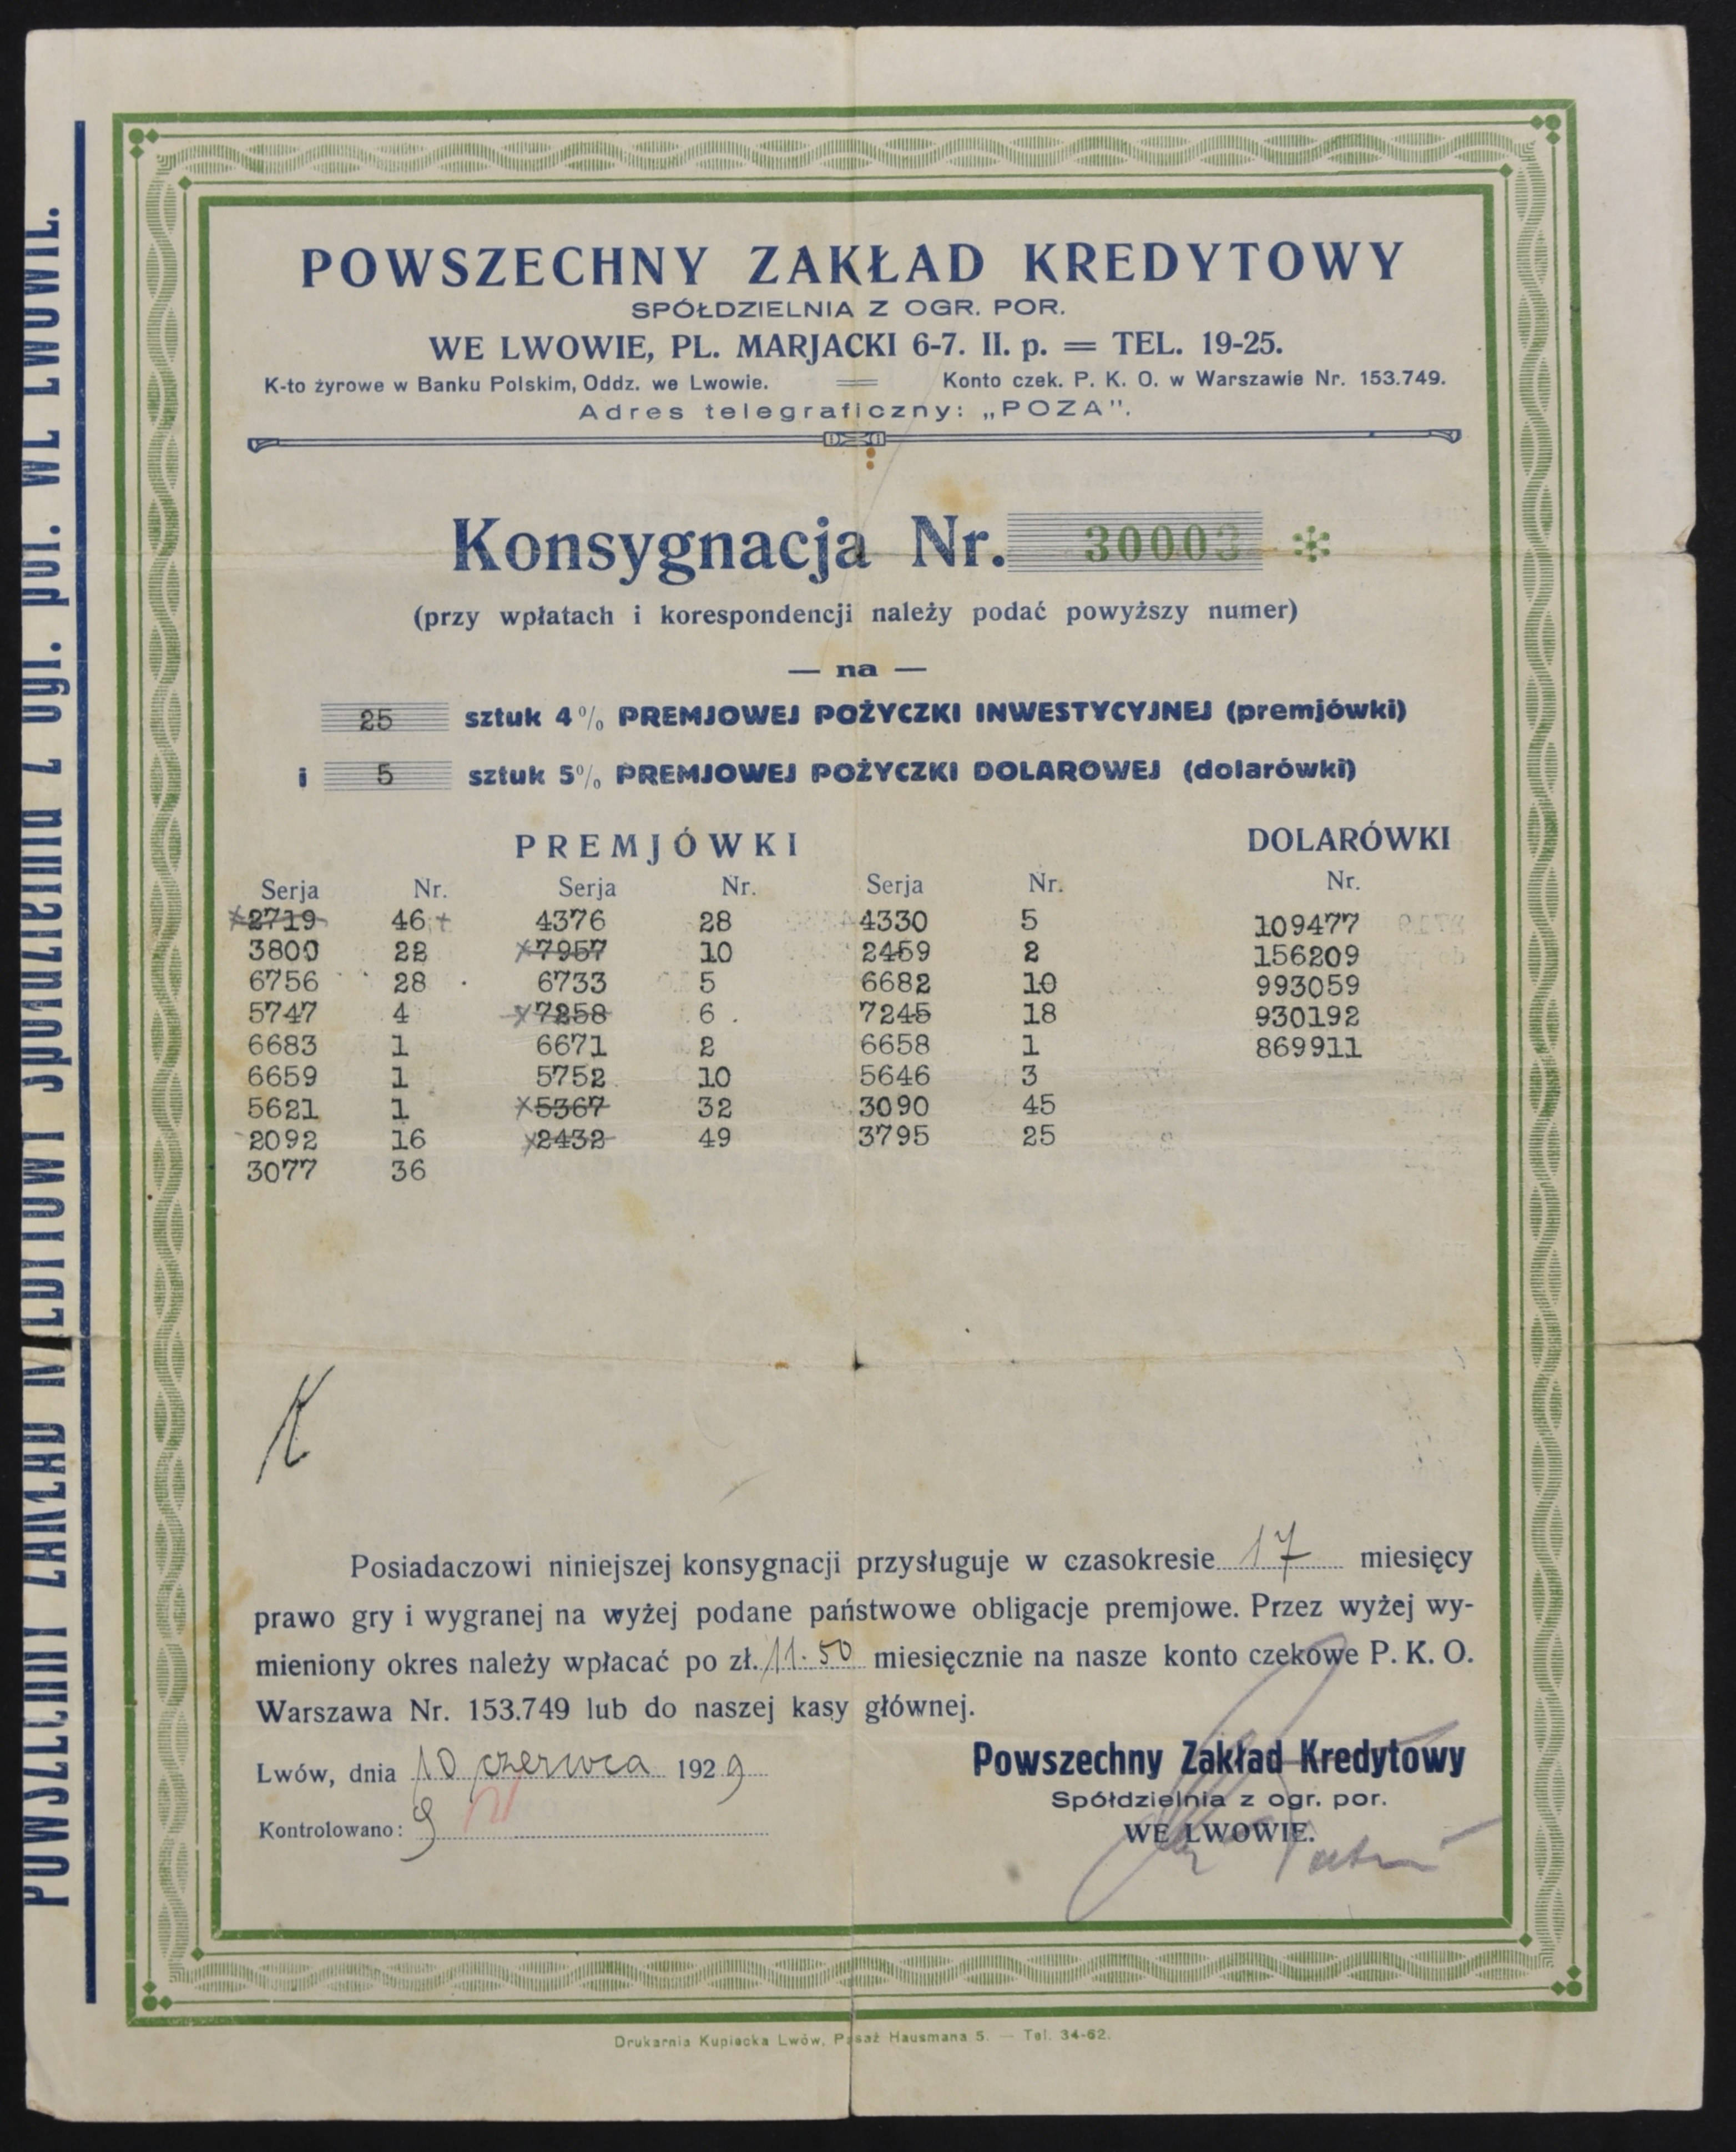 POWSZECHNY ZAKŁAD KREDYTOWY
SPÓŁDZIELNIA Z OGR. POR.
WE LWOWIE, PL. MARJACKI 6-7. II. p. = TEL. 19-25.
K-to żyrowe w Banku Polskim, Oddz. we Lwowie. = Konto czek. P. K. O. w Warszawie Nr. 153.749.
Adres telegraficzny: „POZA".
Konsygnacja Nr. 30003 *
(przy wpłatach i korespondencji należy podać powyższy numer)
— na —
25 sztuk 4% PREMJOWEJ POŻYCZKI INWESTYCYJNEJ (premjówki)
i 5 sztuk 5% PREMJOWEJ POŻYCZKI DOLAROWEJ (dolarówki)
PREMJÓWKI DOLARÓWKI
Serja Nr. Serja Nr. Serja Nr. Nr.
2719 46 4376 28 4330 5 109477
3800 22 7957 10 2459 2 156209
6756 28 6733 5 6682 10 993059
5747 4 7258 6 7245 18 930192
6683 1 6671 2 6658 1 869911
6659 1 5752 10 5646 3
5621 1 5367 32 3090 45
2092 16 2432 49 3795 25
3077 36
Posiadaczowi niniejszej konsygnacji przysługuje w czasokresie 17 miesięcy
prawo gry i wygranej na wyżej podane państwowe obligacje premjowe. Przez wyżej wy-
mieniony okres należy wpłacać po zł. 11.50 miesięcznie na nasze konto czekowe P. K. O.
Warszawa Nr. 153.749 lub do naszej kasy głównej.
Lwów, dnia 10 czerwca 1929
Kontrolowano:
Powszechny Zakład Kredytowy
Spółdzielnia z ogr. por.
WE LWOWIE.
Drukarnia Kupiecka Lwów, Pasaż Hausmana 5. — Tel. 34-62.